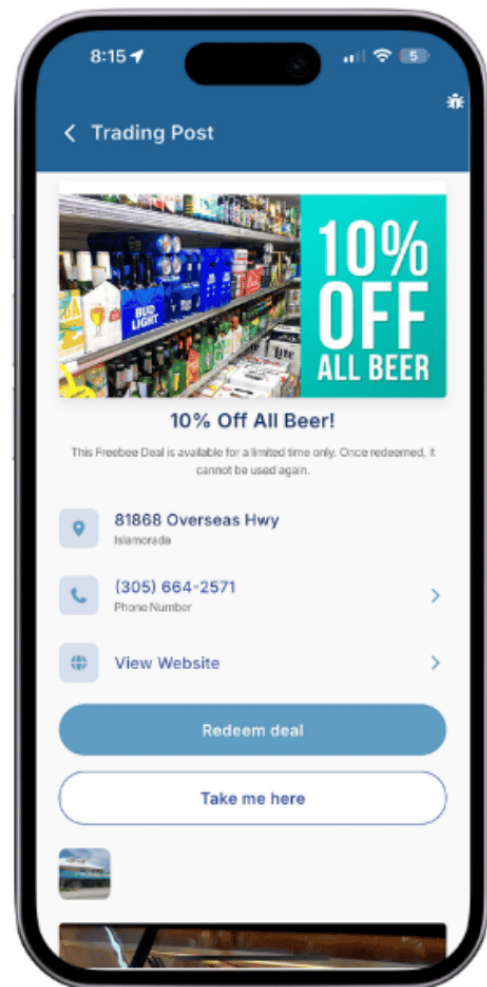 8:15
5
Trading Post
BUD
LIGHT
Lite
10%
OFF
ALL BEER
10% Off All Beer!
This Freebee Deal is available for a limited time only. Once redeemed, it
cannot be used again.
81868 Overseas Hwy
Islamorada
(305) 664-2571
Phone Number
View Website
Redeem deal
Take me here